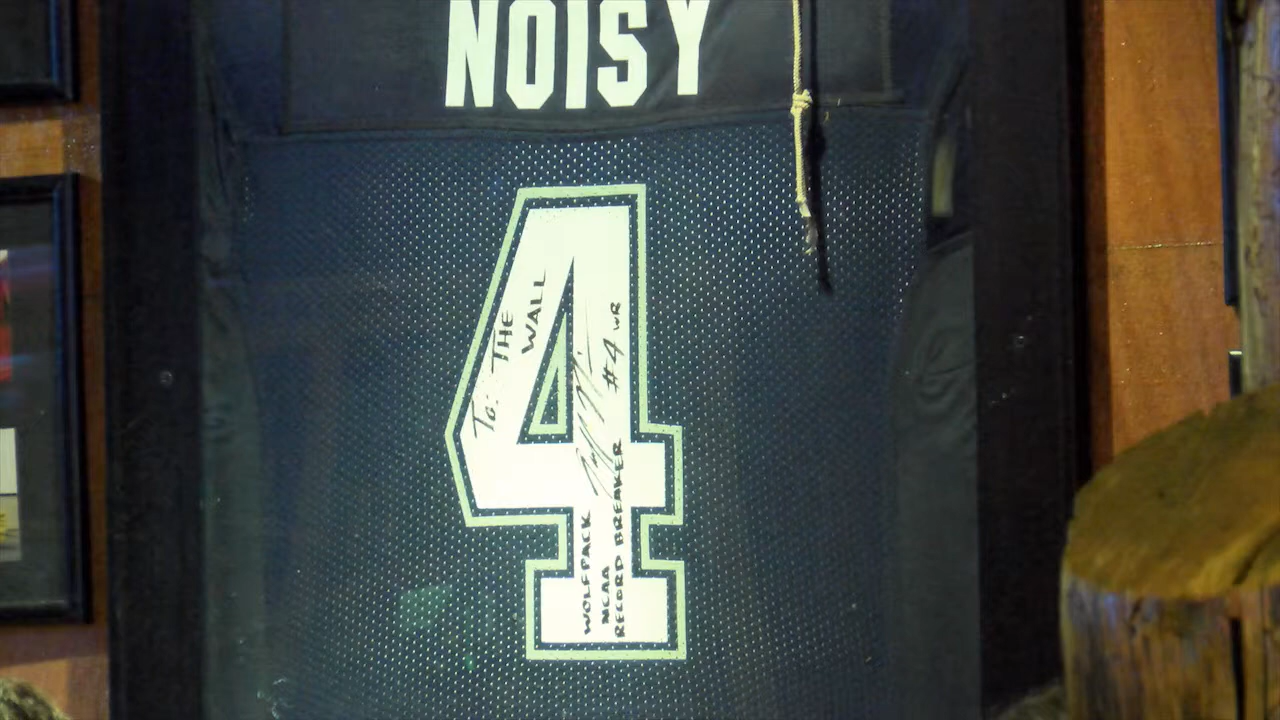 NOISY
4
To: THE
WALL
#4 WR
WOLFPACK
NCAA
RECORD BREAKER